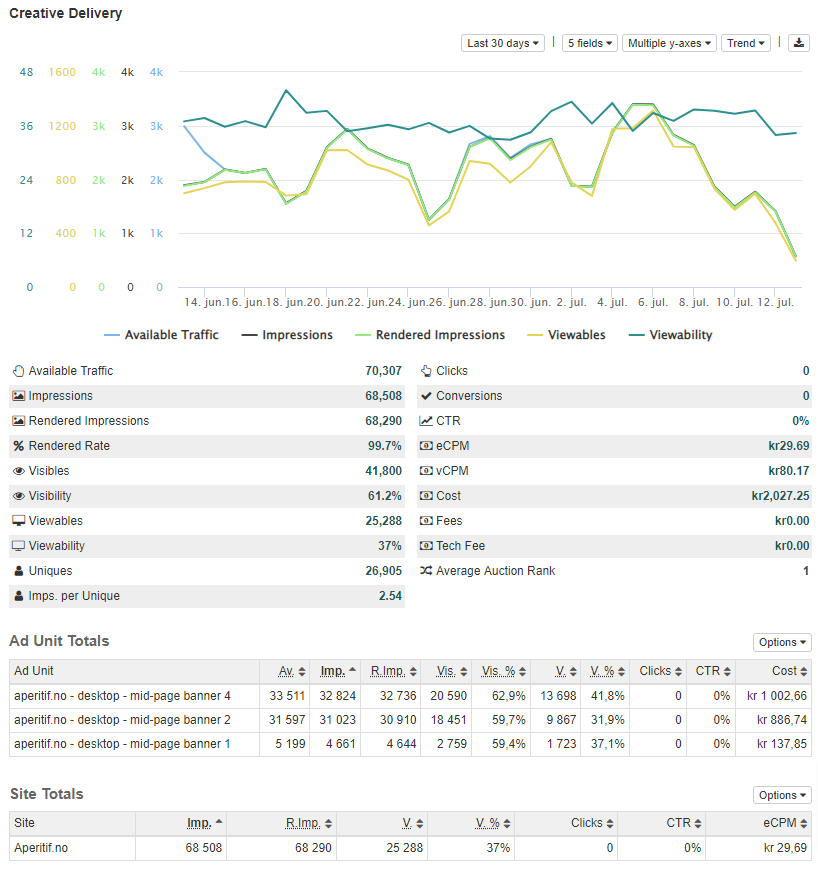 Creative Delivery
Last 30 days | 5 fields Multiple y-axes Trend |
48 1600 4k 4k 4k
36 1200 3k 3k 3k
24 800 2k 2k 2k
12 400 1k 1k 1k
0 0 0 0 0
14. jun. 16. jun. 18. jun. 20. jun. 22. jun. 24. jun. 26. jun. 28. jun. 30. jun. 2. jul. 4. jul. 6. jul. 8. jul. 10. jul. 12. jul.
Available Traffic Impressions Rendered Impressions Viewables Viewability
Available Traffic 70,307 Clicks 0
Impressions 68,508 Conversions 0
Rendered Impressions 68,290 CTR 0%
Rendered Rate 99.7% eCPM kr29.69
Visibles 41,800 vCPM kr80.17
Visibility 61.2% Cost kr2,027.25
Viewables 25,288 Fees kr0.00
Viewability 37% Tech Fee kr0.00
Uniques 26,905 Average Auction Rank 1
Imps. per Unique 2.54
Ad Unit Totals Options
Ad Unit Av. Imp. R.Imp. Vis. Vis. % V. V. % Clicks CTR Cost
aperitif.no - desktop - mid-page banner 4 33 511 32 824 32 736 20 590 62,9% 13 698 41,8% 0 0% kr 1 002,66
aperitif.no - desktop - mid-page banner 2 31 597 31 023 30 910 18 451 59,7% 9 867 31,9% 0 0% kr 886,74
aperitif.no - desktop - mid-page banner 1 5 199 4 661 4 644 2 759 59,4% 1 723 37,1% 0 0% kr 137,85
Site Totals Options
Site Imp. R.Imp. V. V. % Clicks CTR eCPM
Aperitif.no 68 508 68 290 25 288 37% 0 0% kr 29,69